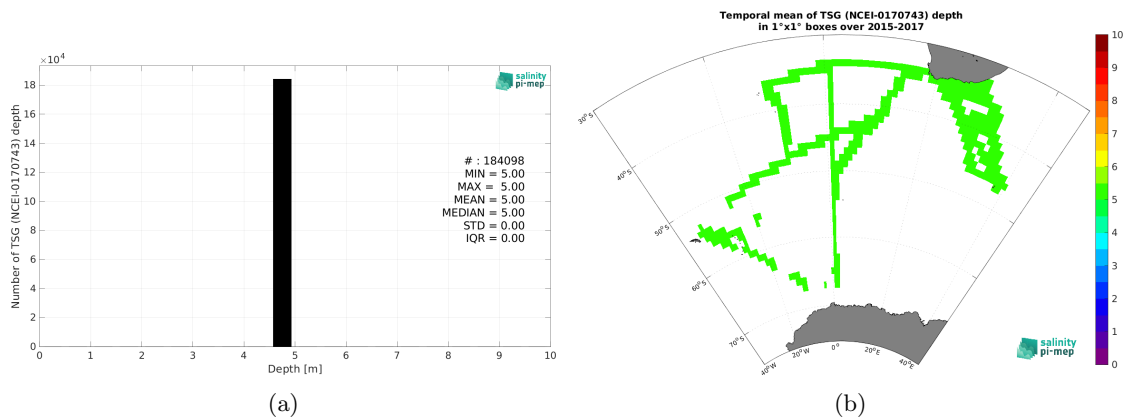 ×10⁴
18
16
14
12
10
8
6
4
2
0
Number of TSG (NCEI-0170743) depth
salinity
pi-mep
# : 184098
MIN = 5.00
MAX = 5.00
MEAN = 5.00
MEDIAN = 5.00
STD = 0.00
IQR = 0.00
0 1 2 3 4 5 6 7 8 9 10
Depth [m]
(a)
Temporal mean of TSG (NCEI-0170743) depth
in 1°x1° boxes over 2015-2017
30°S
40°S
50°S
60°S
70°S
40°W
20°W
0°
20°E
40°E
salinity
pi-mep
10
9
8
7
6
5
4
3
2
1
0
(b)